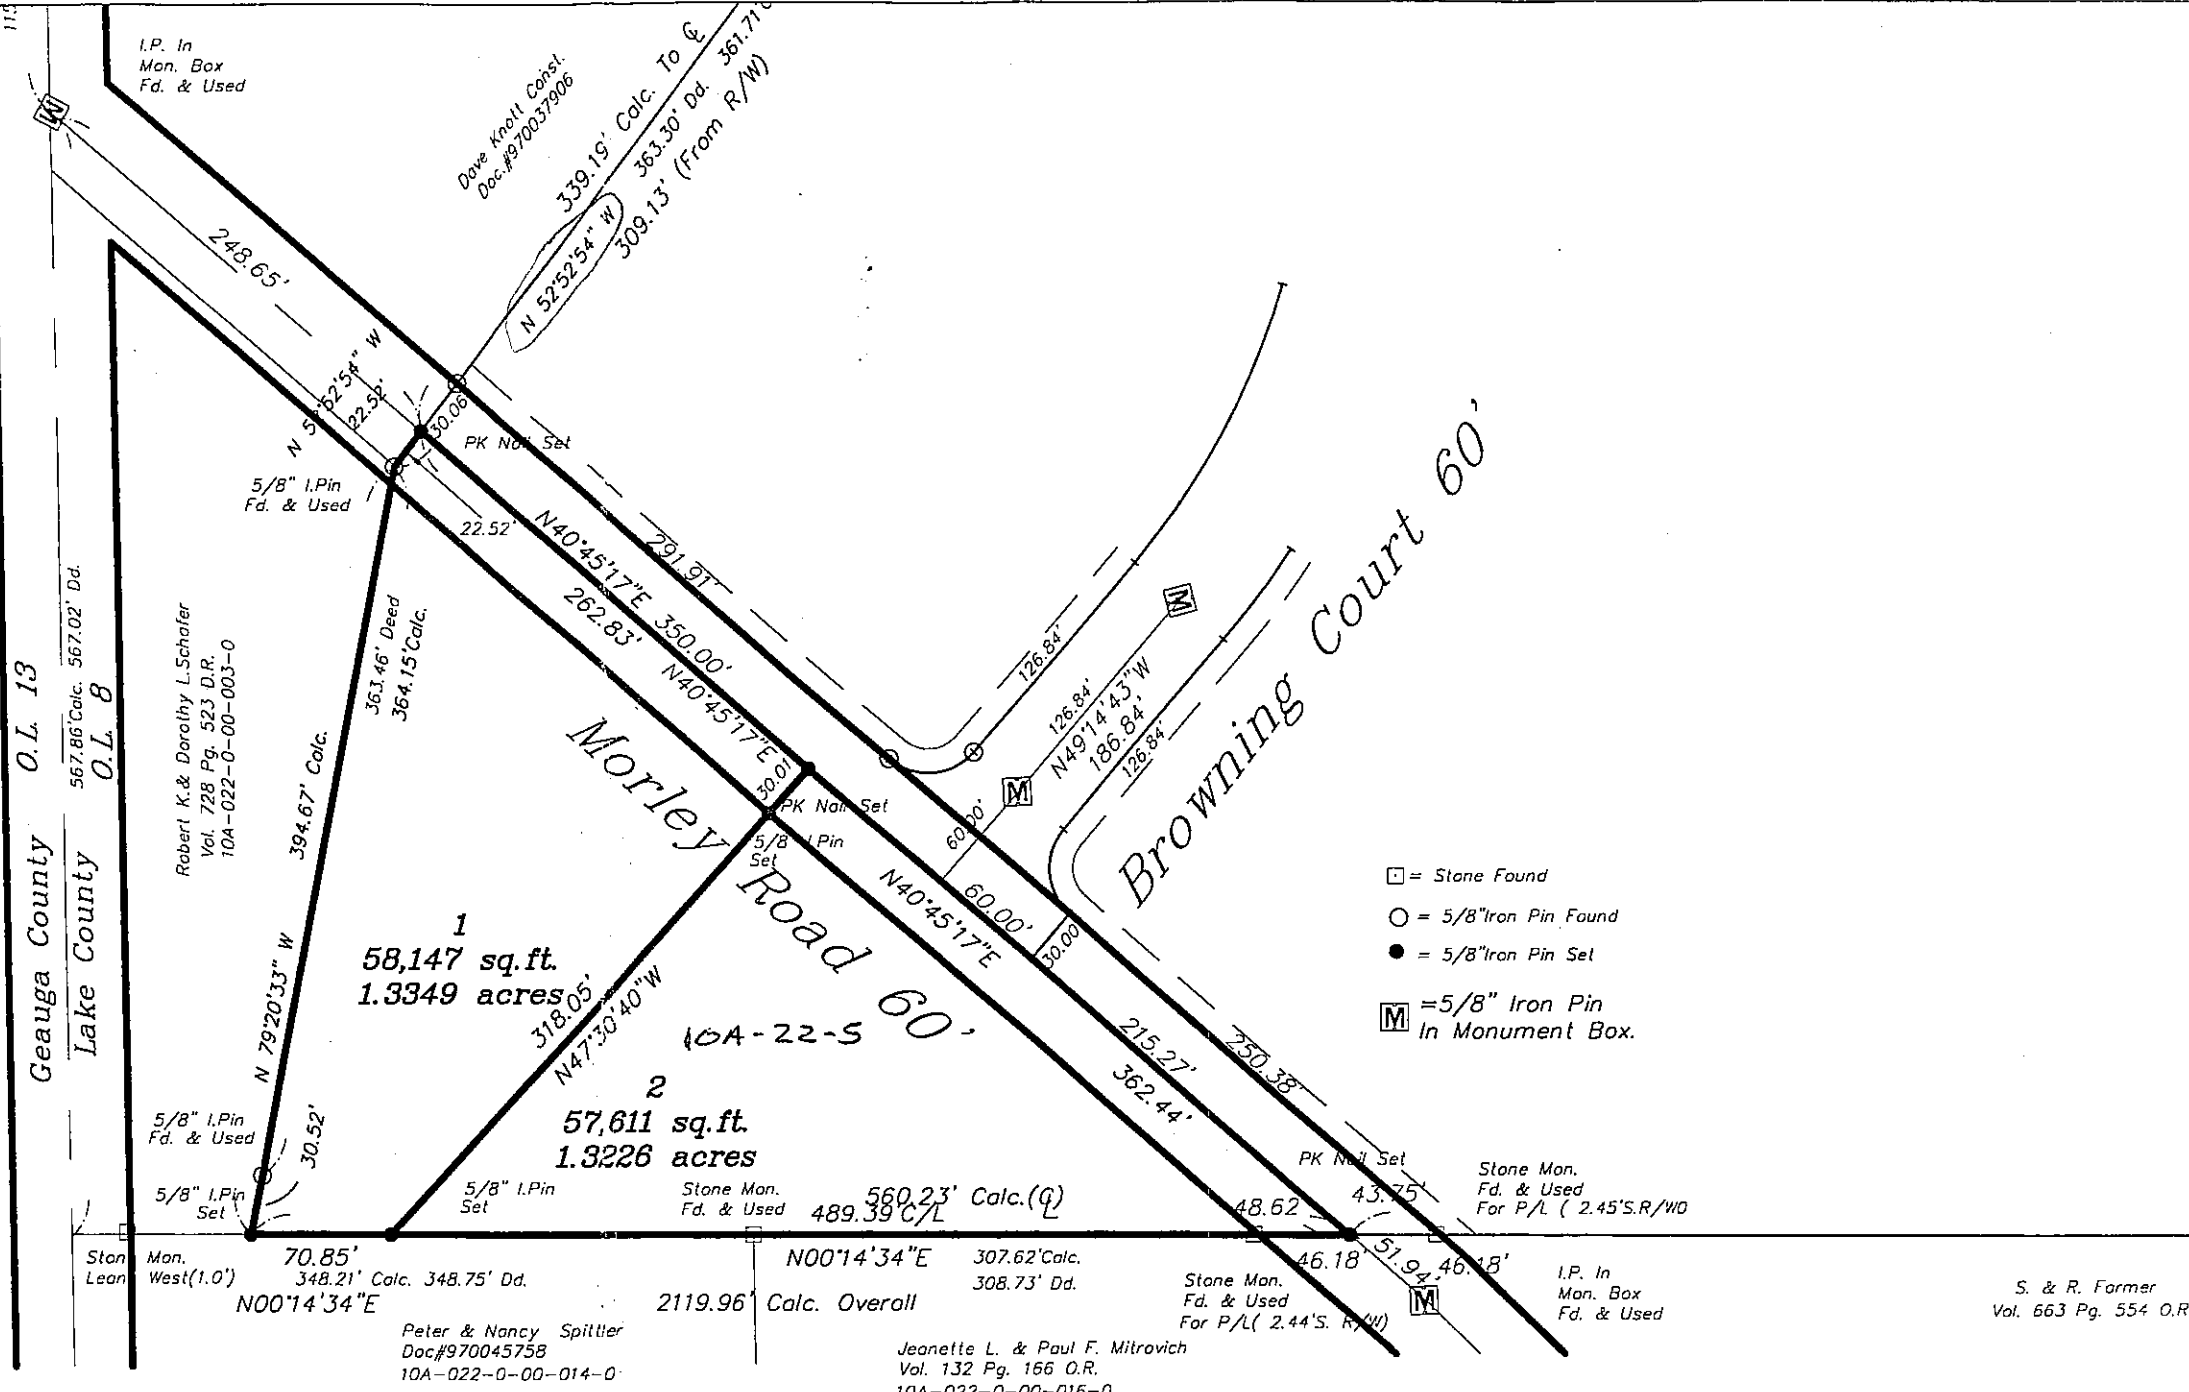 I.P. In
Mon. Box
Fd. & Used
M
Dave Knott Const.
Doc.#970037906
339.19' Calc. To ℄
363.30' Dd.
309.13' (From R/W)
N 52°52'54" W
248.65'
22.52'
30.06
PK Nail Set
5/8" I.Pin
Fd. & Used
22.52'
N40°45'17"E
350.00'
291.91'
262.83'
N40°45'17"E
30.01
PK Nail Set
5/8 I.Pin
Set
363.46' Deed
364.15'Calc.
394.67' Calc.
N 79°20'33" W
Robert K.& Dorothy L.Schafer
Vol. 728 Pg. 523 D.R.
10A-022-0-00-003-0
O.L. 13
567.86'Calc. 567.02' Dd.
O.L. 8
Geauga County
Lake County
Morley Road 60'
Browning Court 60'
M
126.84'
126.84'
N49°14'43"W
186.84'
126.84'
M
60.00'
60.00'
N40°45'17"E
30.00
= Stone Found
= 5/8"Iron Pin Found
= 5/8"Iron Pin Set
M =5/8" Iron Pin
In Monument Box.
1
58,147 sq.ft.
1.3349 acres
318.05'
N47°30'40"W
10A-22-5
2
57,611 sq.ft.
1.3226 acres
215.27'
362.44'
250.38'
5/8" I.Pin
Fd. & Used
30.52'
5/8" I.Pin
Set
5/8" I.Pin
Set
Stone Mon.
Fd. & Used
560.23' Calc.(℄)
489.39 C/L
48.62
PK Nail Set
43.75'
Stone Mon.
Fd. & Used
For P/L ( 2.45'S.R/W0
Ston Mon.
Lean West(1.0')
70.85'
348.21' Calc. 348.75' Dd.
N00°14'34"E
N00°14'34"E
307.62'Calc.
308.73' Dd.
2119.96' Calc. Overall
46.18'
51.94'
46.18'
M
Stone Mon.
Fd. & Used
For P/L( 2.44'S. R/W)
I.P. In
Mon. Box
Fd. & Used
S. & R. Farmer
Vol. 663 Pg. 554 O.R
Peter & Nancy Spittler
Doc#970045758
10A-022-0-00-014-0
Jeanette L. & Paul F. Mitrovich
Vol. 132 Pg. 166 O.R.